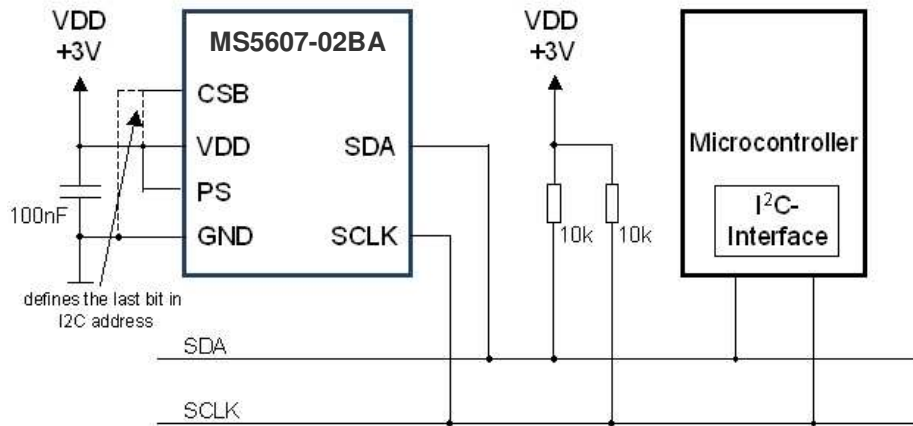 VDD
+3V
MS5607-02BA
CSB
VDD
PS
GND
SDA
SCLK
100nF
defines the last bit in
I2C address
VDD
+3V
10k
10k
Microcontroller
I²C-
Interface
SDA
SCLK